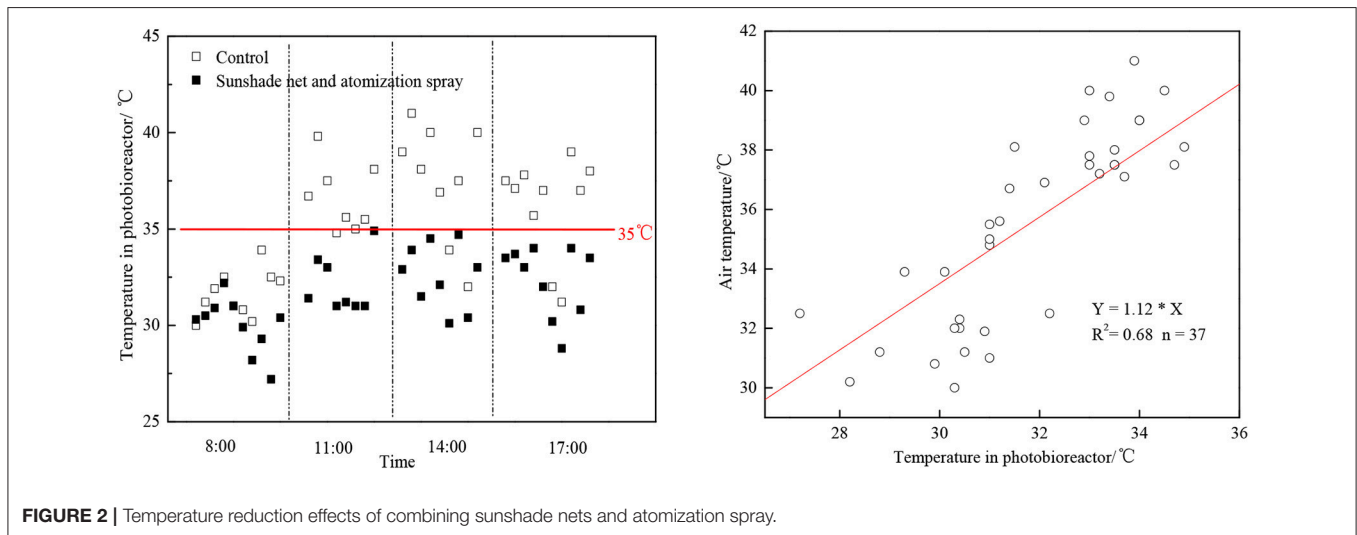 45
40
35
30
25
Temperature in photobioreactor/ ℃
Control
Sunshade net and atomization spray
35℃
8:00 11:00 14:00 17:00
Time
42
40
38
36
34
32
30
Air temperature/℃
Y = 1.12 * X
R²= 0.68 n = 37
28 30 32 34 36
Temperature in photobioreactor/℃
FIGURE 2 | Temperature reduction effects of combining sunshade nets and atomization spray.